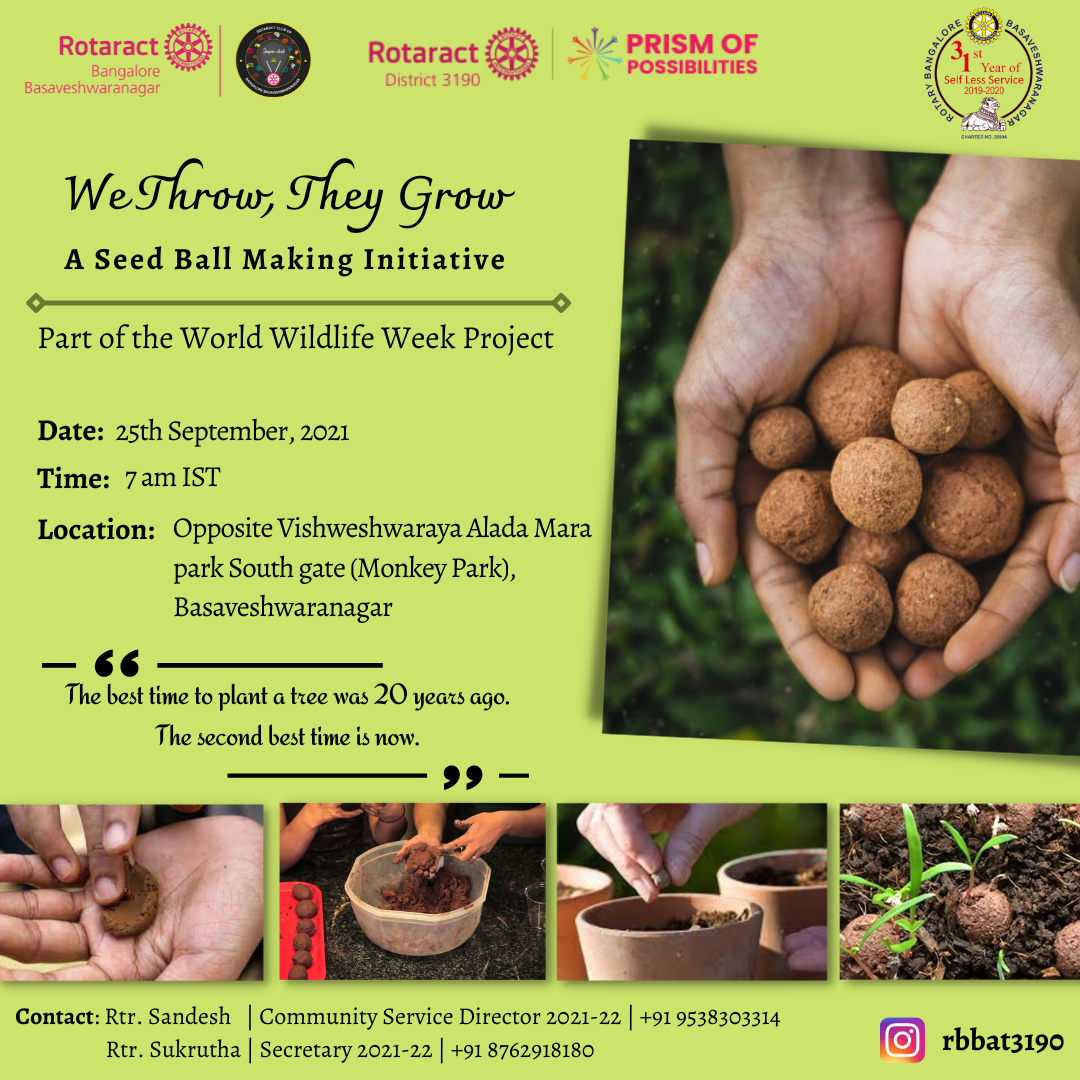 Rotaract
Bangalore
Basaveshwaranagar
Rotaract
District 3190
PRISM OF
POSSIBILITIES
ROTARY BANGALORE BASAVESHWARANAGAR
31st
Year of
Self Less Service
2019-2020
CHARTER NO. 26994
We Throw, They Grow
A Seed Ball Making Initiative
Part of the World Wildlife Week Project
Date: 25th September, 2021
Time: 7 am IST
Location: Opposite Vishweshwaraya Alada Mara
park South gate (Monkey Park),
Basaveshwaranagar
“ The best time to plant a tree was 20 years ago.
The second best time is now. ”
Contact: Rtr. Sandesh | Community Service Director 2021-22 | +91 9538303314
Rtr. Sukrutha | Secretary 2021-22 | +91 8762918180
rbbat3190